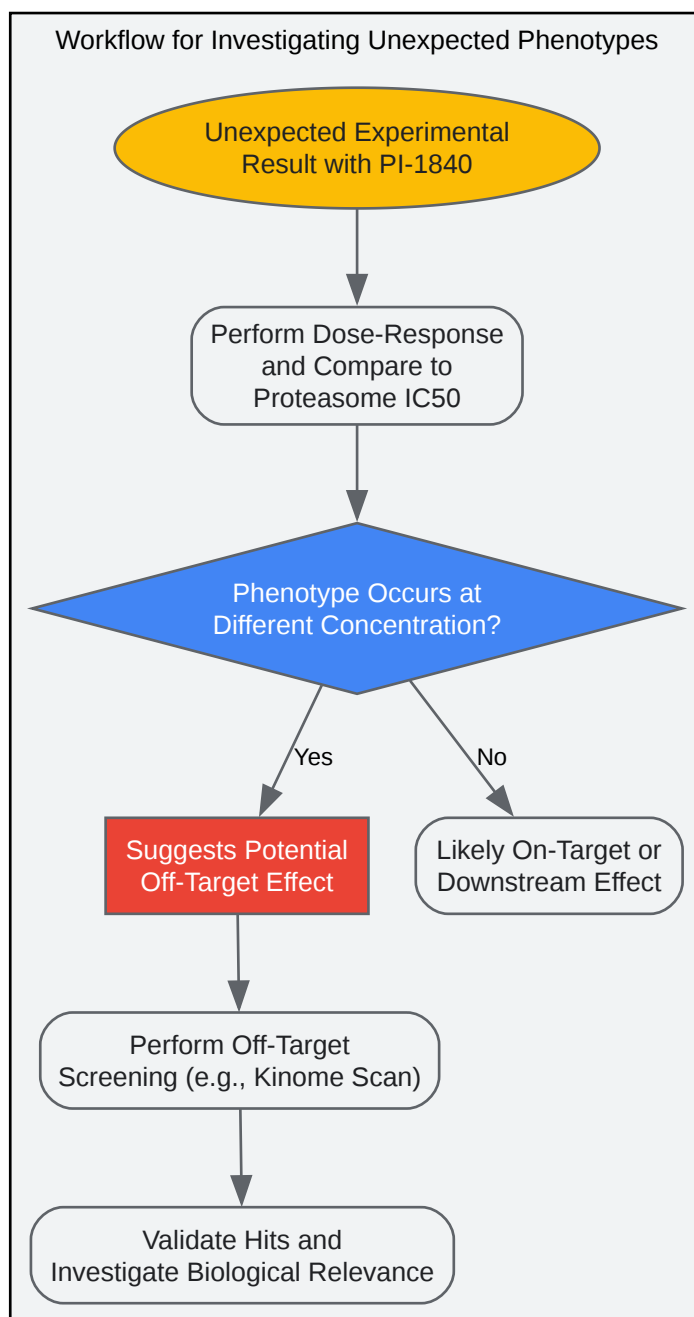 Workflow for Investigating Unexpected Phenotypes
Unexpected Experimental
Result with PI-1840
Perform Dose-Response
and Compare to
Proteasome IC50
Phenotype Occurs at
Different Concentration?
Yes
No
Suggests Potential
Off-Target Effect
Likely On-Target or
Downstream Effect
Perform Off-Target
Screening (e.g., Kinome Scan)
Validate Hits and
Investigate Biological Relevance